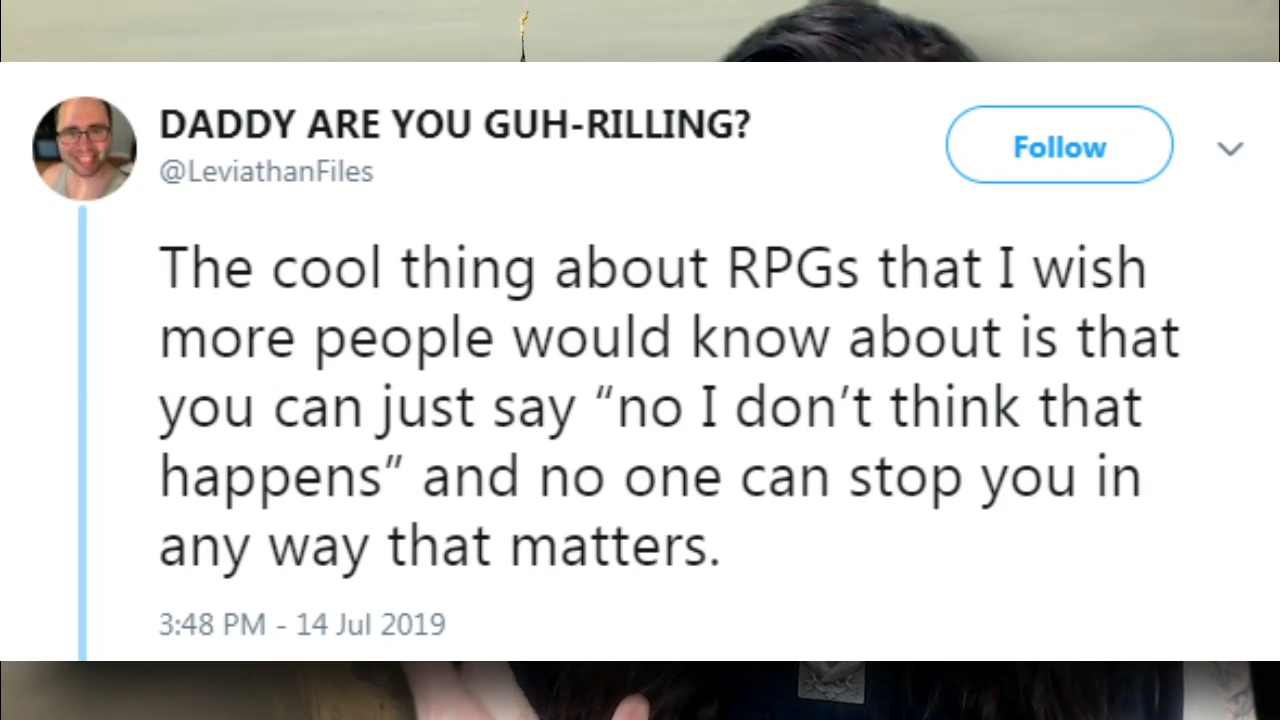 DADDY ARE YOU GUH-RILLING?
@LeviathanFiles
Follow
The cool thing about RPGs that I wish
more people would know about is that
you can just say “no I don’t think that
happens” and no one can stop you in
any way that matters.
3:48 PM - 14 Jul 2019